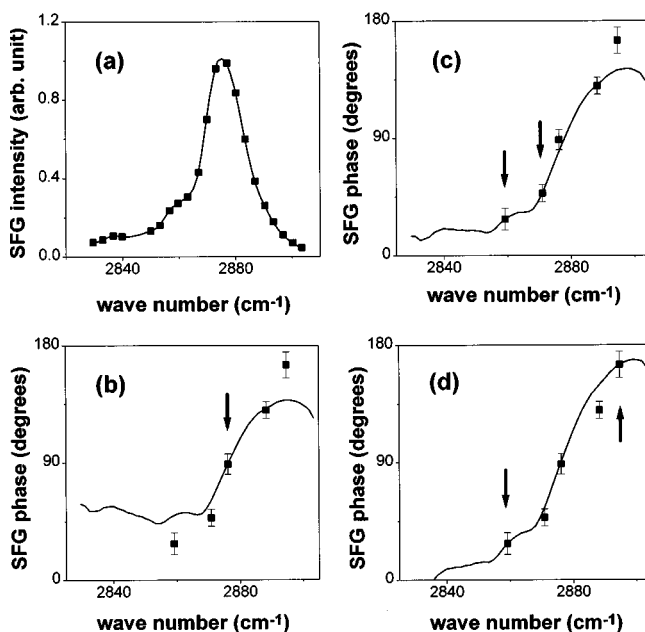 (a)
SFG intensity (arb. unit)
1.2
0.8
0.4
0.0
2840
2880
wave number (cm-1)
(c)
SFG phase (degrees)
180
90
0
2840
2880
wave number (cm-1)
(b)
SFG phase (degrees)
180
90
0
2840
2880
wave number (cm-1)
(d)
SFG phase (degrees)
180
90
0
2840
2880
wave number (cm-1)